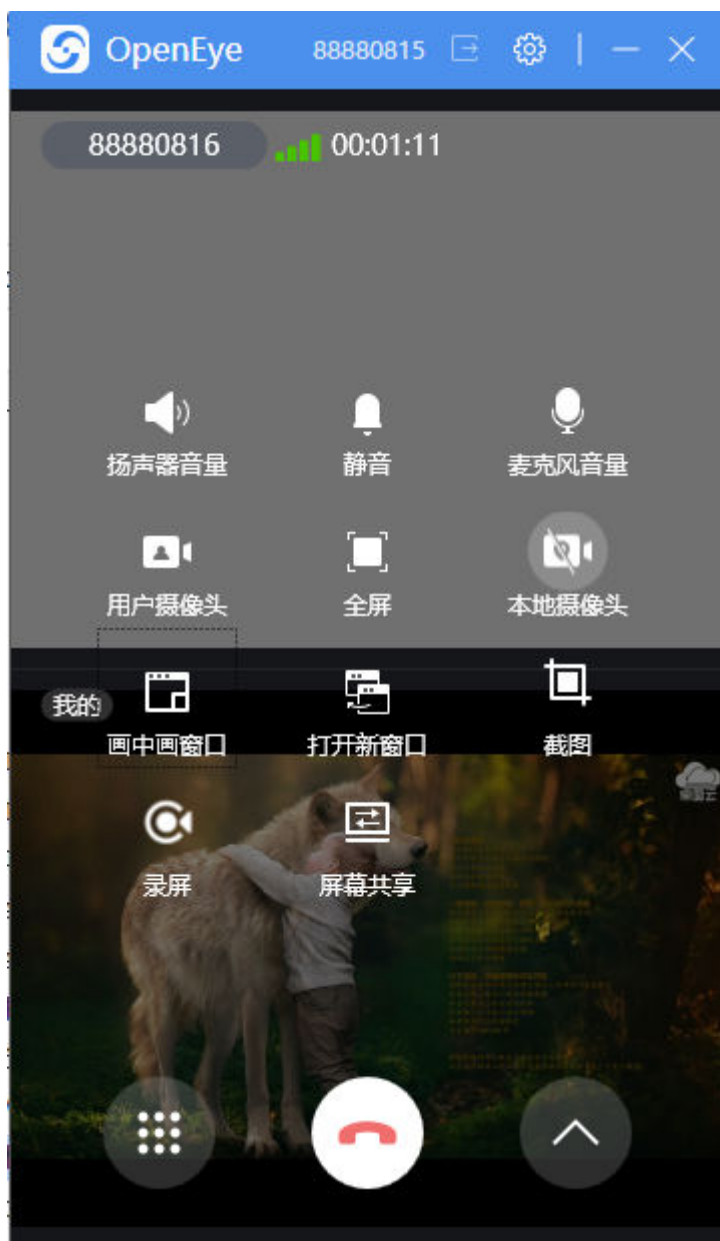 OpenEye 88880815
88880816 00:01:11
扬声器音量 静音 麦克风音量
用户摄像头 全屏 本地摄像头
我的
画中画窗口 打开新窗口 截图
录屏 屏幕共享